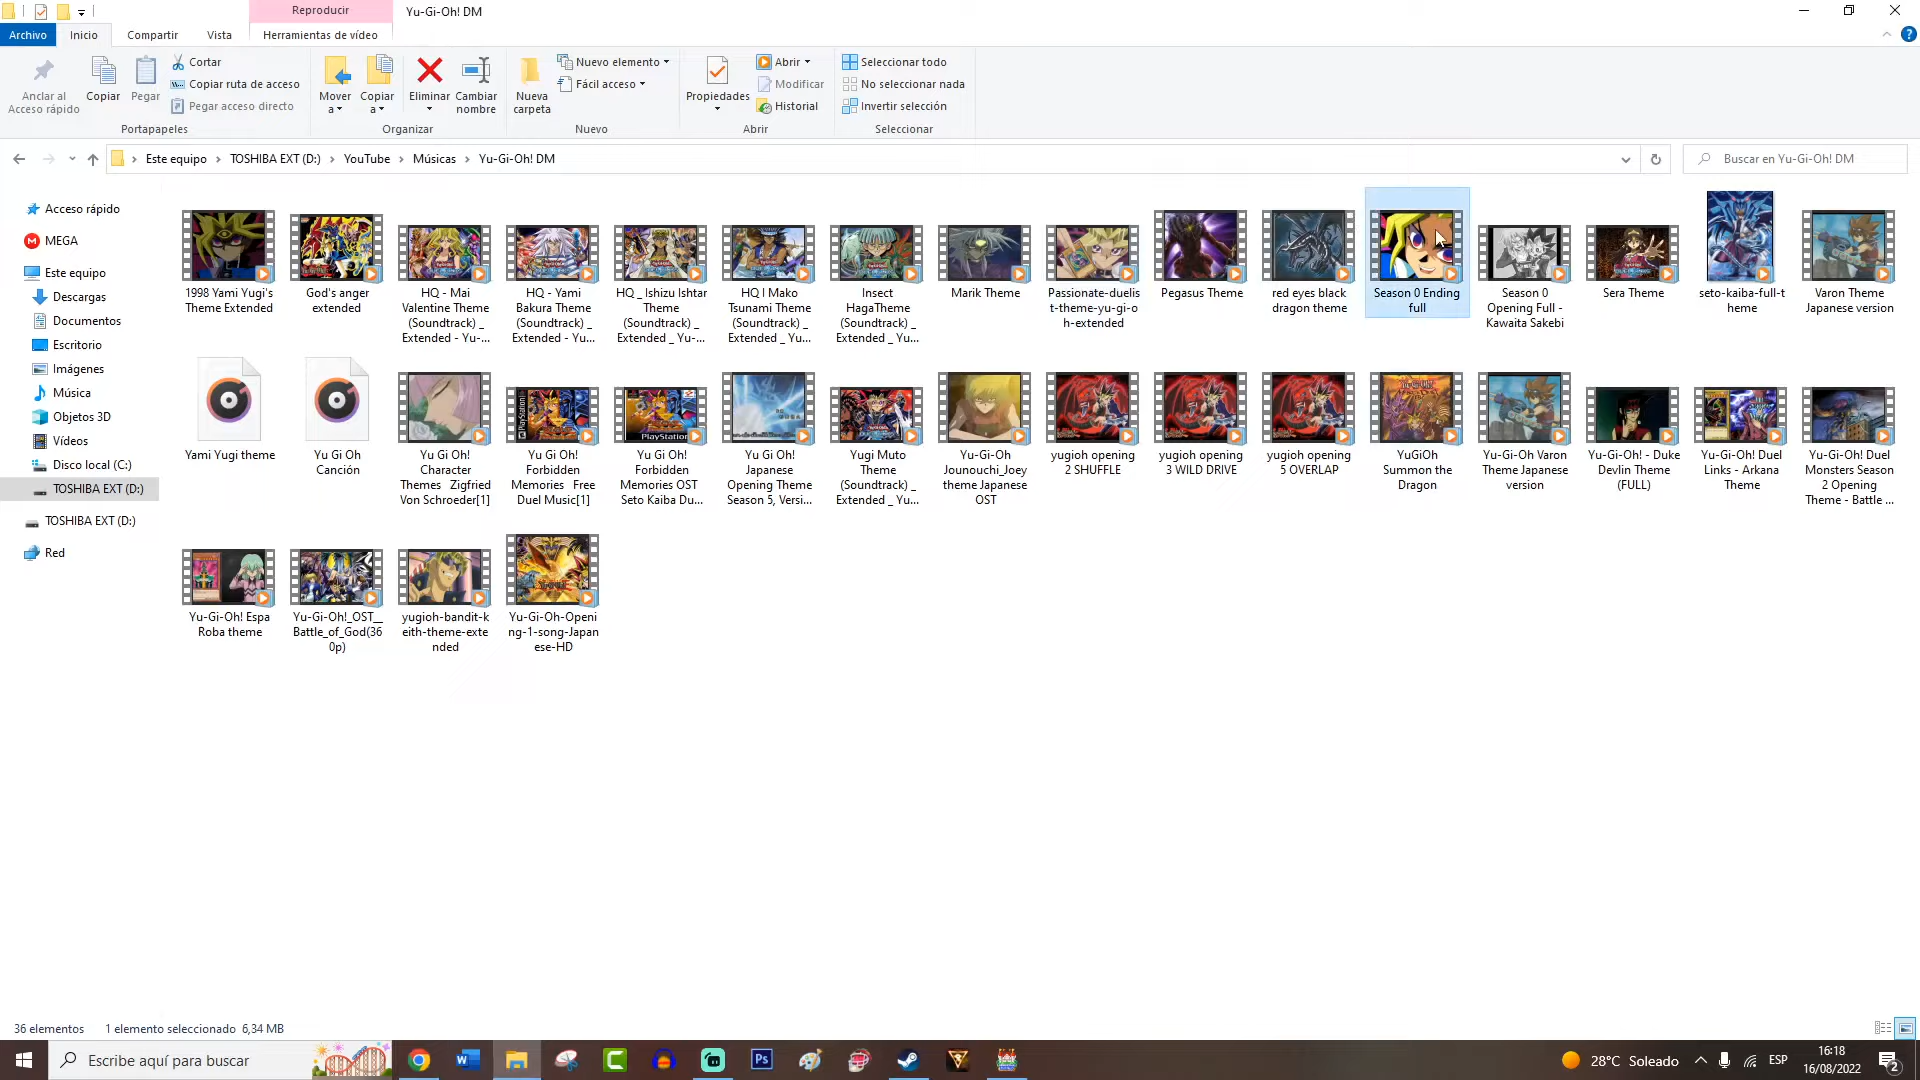 Reproducir
Yu-Gi-Oh! DM
Archivo
Inicio
Compartir
Vista
Herramientas de vídeo
Anclar al
Acceso rápido
Copiar
Pegar
Cortar
Copiar ruta de acceso
Pegar acceso directo
Portapapeles
Mover
a
Copiar
a
Eliminar
Cambiar
nombre
Organizar
Nueva
carpeta
Nuevo elemento
Fácil acceso
Nuevo
Propiedades
Abrir
Modificar
Historial
Abrir
Seleccionar todo
No seleccionar nada
Invertir selección
Seleccionar
Este equipo > TOSHIBA EXT (D:) > YouTube > Músicas > Yu-Gi-Oh! DM
Buscar en Yu-Gi-Oh! DM
Acceso rápido
MEGA
Este equipo
Descargas
Documentos
Escritorio
Imágenes
Música
Objetos 3D
Vídeos
Disco local (C:)
TOSHIBA EXT (D:)
TOSHIBA EXT (D:)
Red
1998 Yami Yugi's
Theme Extended
God's anger
extended
HQ - Mai
Valentine Theme
(Soundtrack) _
Extended - Yu-...
HQ - Yami
Bakura Theme
(Soundtrack) _
Extended - Yu...
HQ _ Ishizu Ishtar
Theme
(Soundtrack) _
Extended _ Yu-...
HQ l Mako
Tsunami Theme
(Soundtrack) _
Extended _ Yu...
Insect
HagaTheme
(Soundtrack) _
Extended _ Yu...
Marik Theme
Passionate-duelis
t-theme-yu-gi-o
h-extended
Pegasus Theme
red eyes black
dragon theme
Season 0 Ending
full
Season 0
Opening Full -
Kawaita Sakebi
Sera Theme
seto-kaiba-full-t
heme
Varon Theme
Japanese version
Yami Yugi theme
Yu Gi Oh
Canción
Yu Gi Oh!
Character
Themes Zigfried
Von Schroeder[1]
Yu Gi Oh!
Forbidden
Memories Free
Duel Music[1]
Yu Gi Oh!
Forbidden
Memories OST
Seto Kaiba Du...
Yu Gi Oh!
Japanese
Opening Theme
Season 5, Versi...
Yugi Muto
Theme
(Soundtrack) _
Extended _ Yu...
Yu-Gi-Oh
Jounouchi_Joey
theme Japanese
OST
yugioh opening
2 SHUFFLE
yugioh opening
3 WILD DRIVE
yugioh opening
5 OVERLAP
YuGiOh
Summon the
Dragon
Yu-Gi-Oh Varon
Theme Japanese
version
Yu-Gi-Oh! - Duke
Devlin Theme
(FULL)
Yu-Gi-Oh! Duel
Links - Arkana
Theme
Yu-Gi-Oh! Duel
Monsters Season
2 Opening
Theme - Battle ...
Yu-Gi-Oh! Espa
Roba theme
Yu-Gi-Oh!_OST__
Battle_of_God(36
0p)
yugioh-bandit-k
eith-theme-exte
nded
Yu-Gi-Oh-Openi
ng-1-song-Japan
ese-HD
36 elementos
1 elemento seleccionado 6,34 MB
Escribe aquí para buscar
28°C Soleado
ESP
16:18
16/08/2022
2